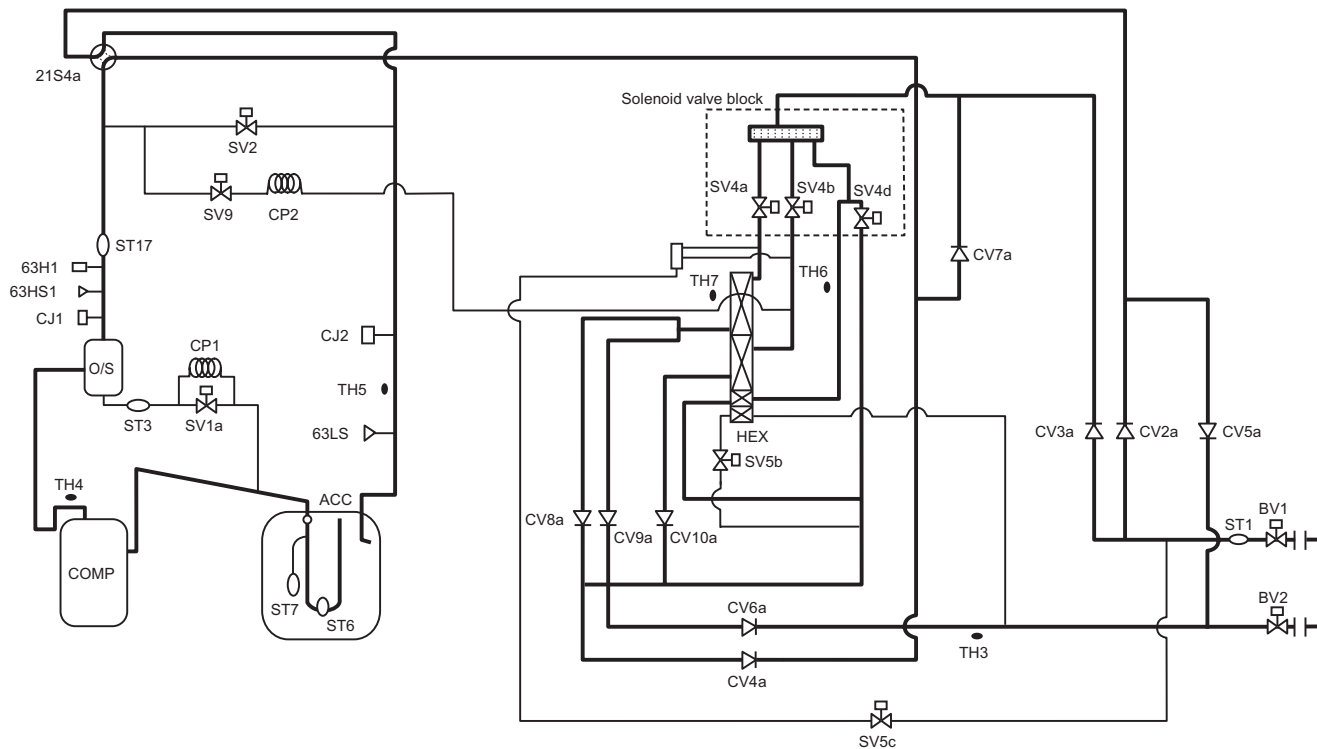 21S4a
Solenoid valve block
SV2
SV4a
SV4b
SV4d
SV9
CP2
ST17
CV7a
63H1
TH7
TH6
63HS1
CJ1
CJ2
CP1
O/S
TH5
ST3
SV1a
HEX
CV3a
CV2a
CV5a
63LS
SV5b
TH4
ACC
BV1
CV8a
CV9a
CV10a
ST1
COMP
ST7
ST6
CV6a
BV2
TH3
CV4a
SV5c